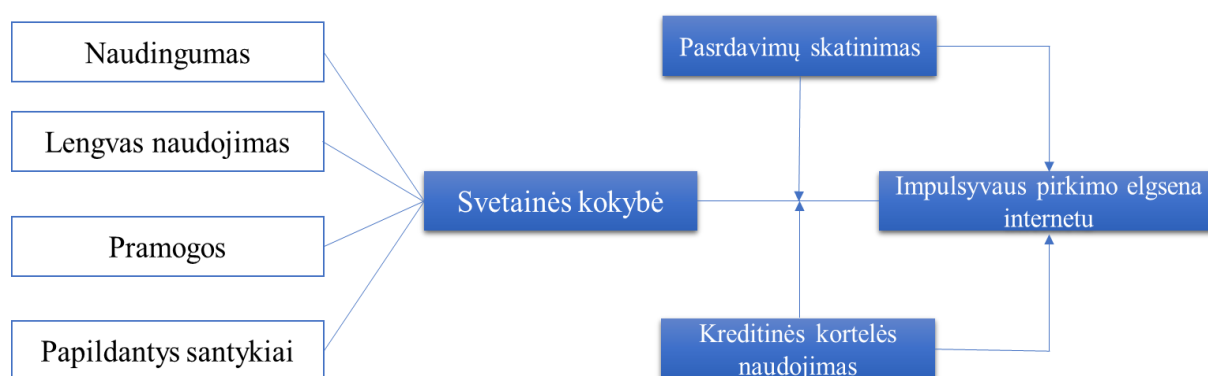 Naudingumas
Lengvas naudojimas
Pramogos
Papildantys santykiai
Svetainės kokybė
Pasrdavimų skatinimas
Kreditinės kortelės
naudojimas
Impulsyvaus pirkimo elgsena
internetu